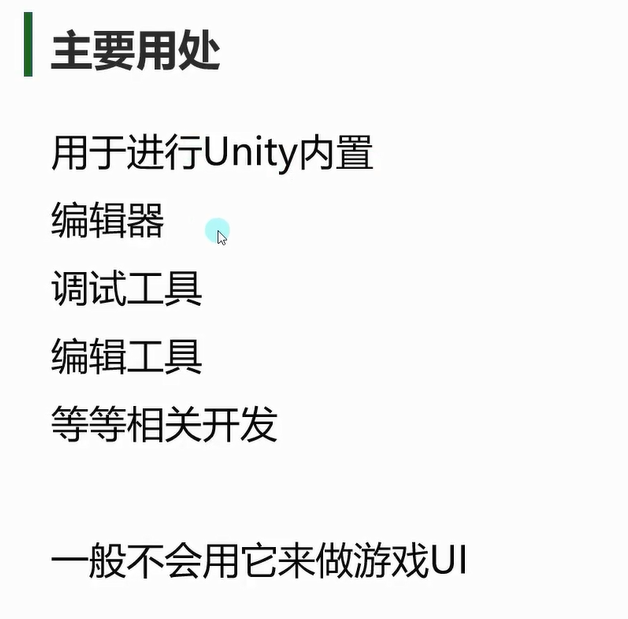 主要用处
用于进行Unity内置
编辑器
调试工具
编辑工具
等等相关开发
一般不会用它来做游戏UI